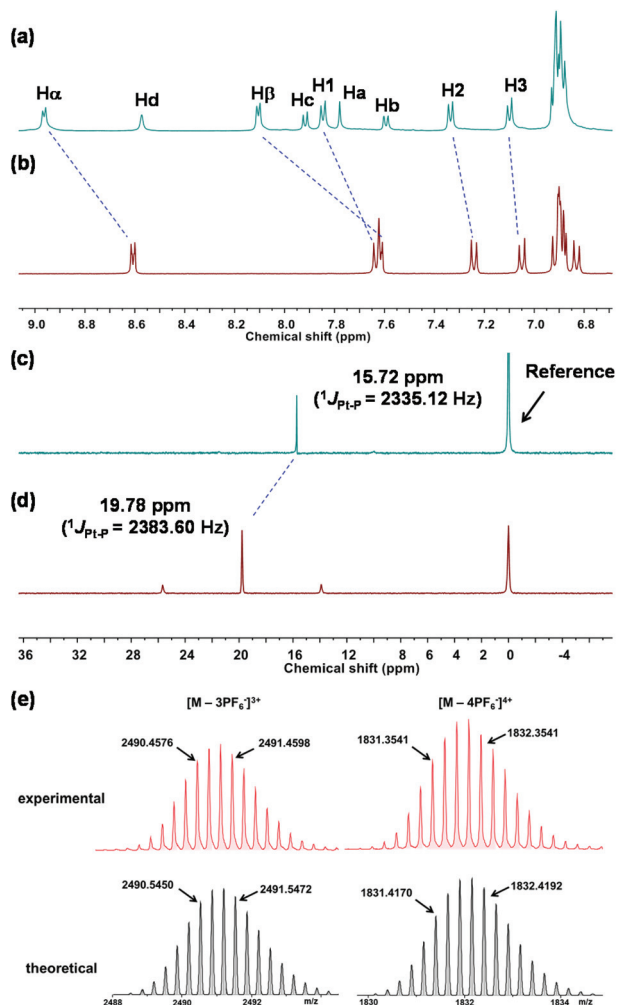 (a)
Hα
Hd
Hβ
Hc
H1
Ha
Hb
H2
H3
(b)
9.0 8.8 8.6 8.4 8.2 8.0 7.8 7.6 7.4 7.2 7.0 6.8
Chemical shift (ppm)
(c)
15.72 ppm
(¹J Pt-P = 2335.12 Hz)
Reference
(d)
19.78 ppm
(¹J Pt-P = 2383.60 Hz)
36 32 28 24 20 16 12 8 4 0 -4
Chemical shift (ppm)
(e)
[M – 3PF₆⁻]³⁺
[M – 4PF₆⁻]⁴⁺
2490.4576
2491.4598
1831.3541
1832.3541
experimental
2490.5450
2491.5472
1831.4170
1832.4192
theoretical
2488 2490 2492 m/z
1830 1832 1834 m/z